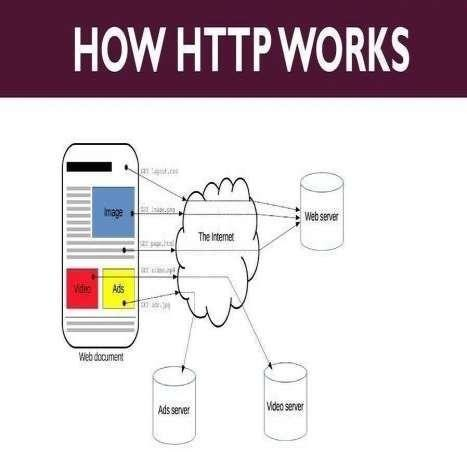 HOW HTTP WORKS
GET layout.css
Image
GET image.png
Web server
The Internet
GET page.html
GET video.mp4
Video
Ads
GET ads.jpg
Web document
Ads server
Video server